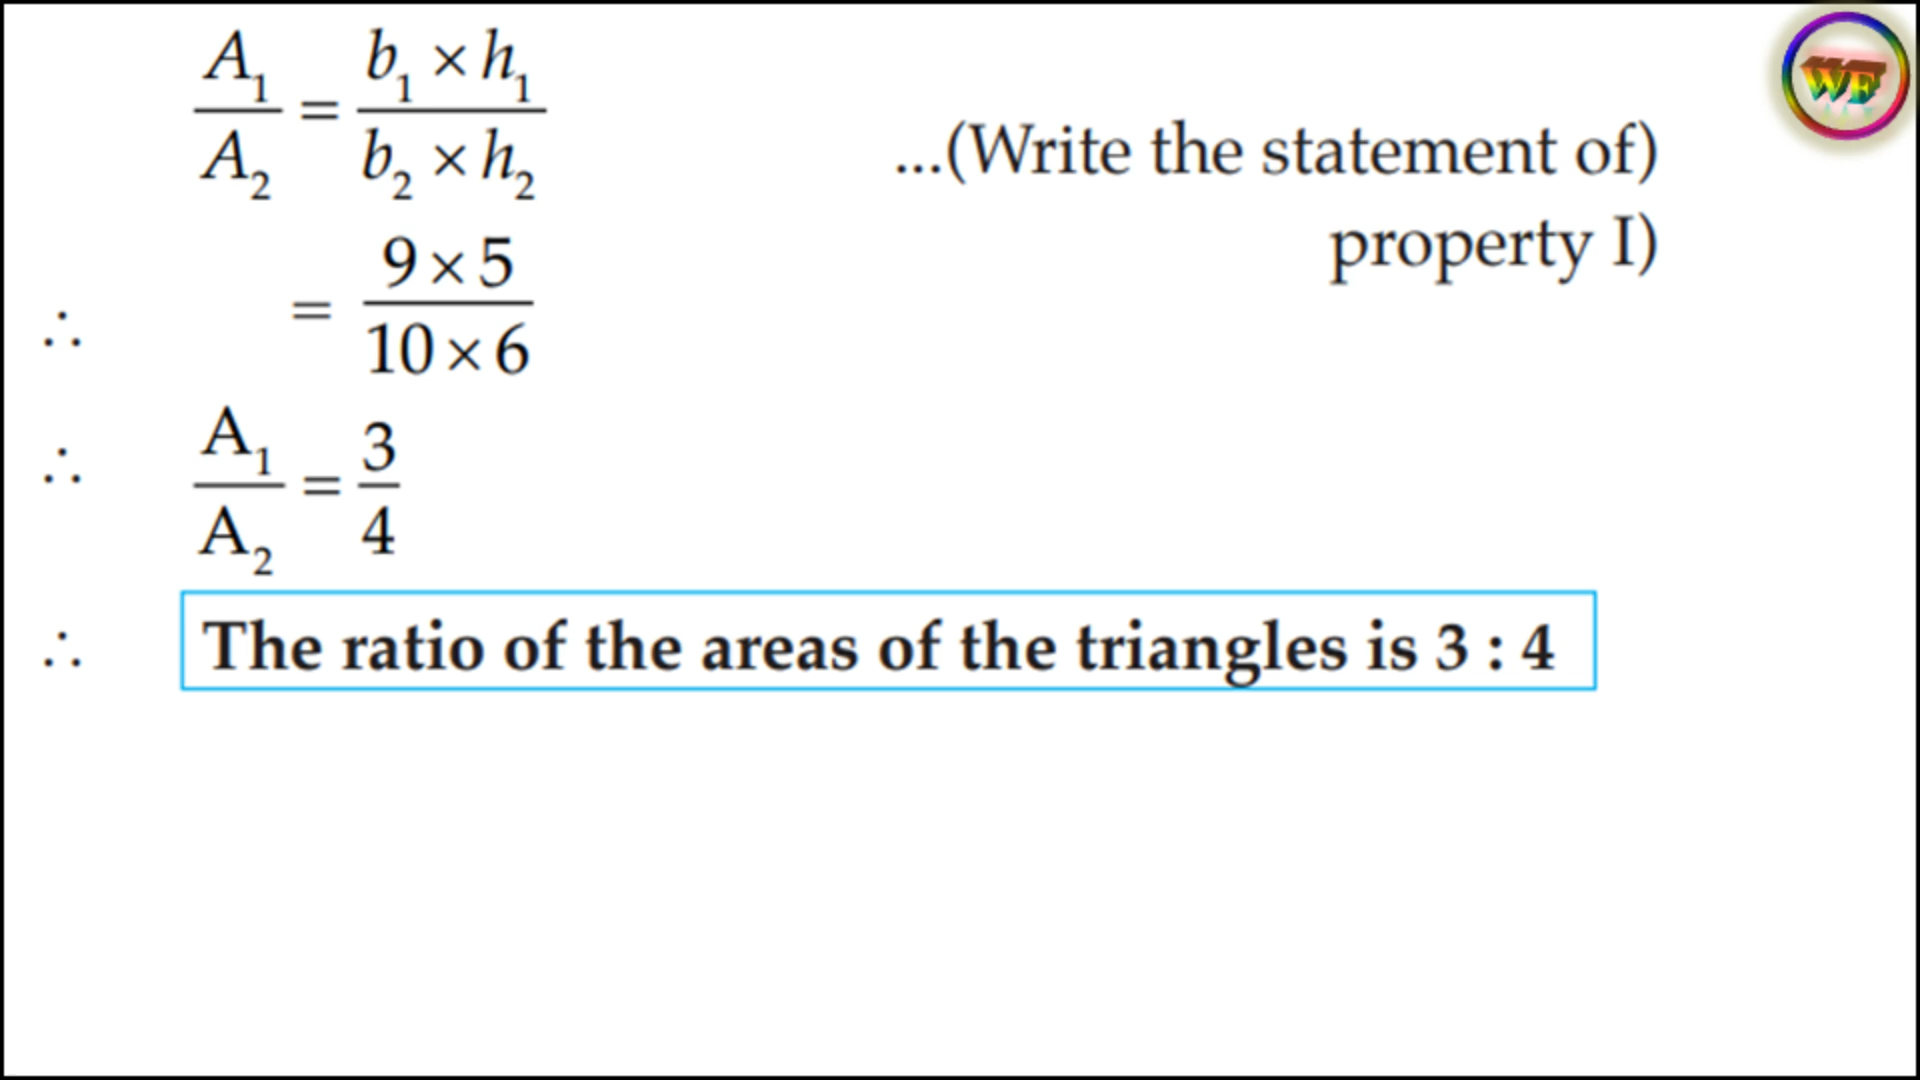 WE
A₁/A₂ = b₁ × h₁ / b₂ × h₂
...(Write the statement of)
property I)
∴ = 9 × 5 / 10 × 6
∴ A₁/A₂ = 3/4
∴ The ratio of the areas of the triangles is 3 : 4